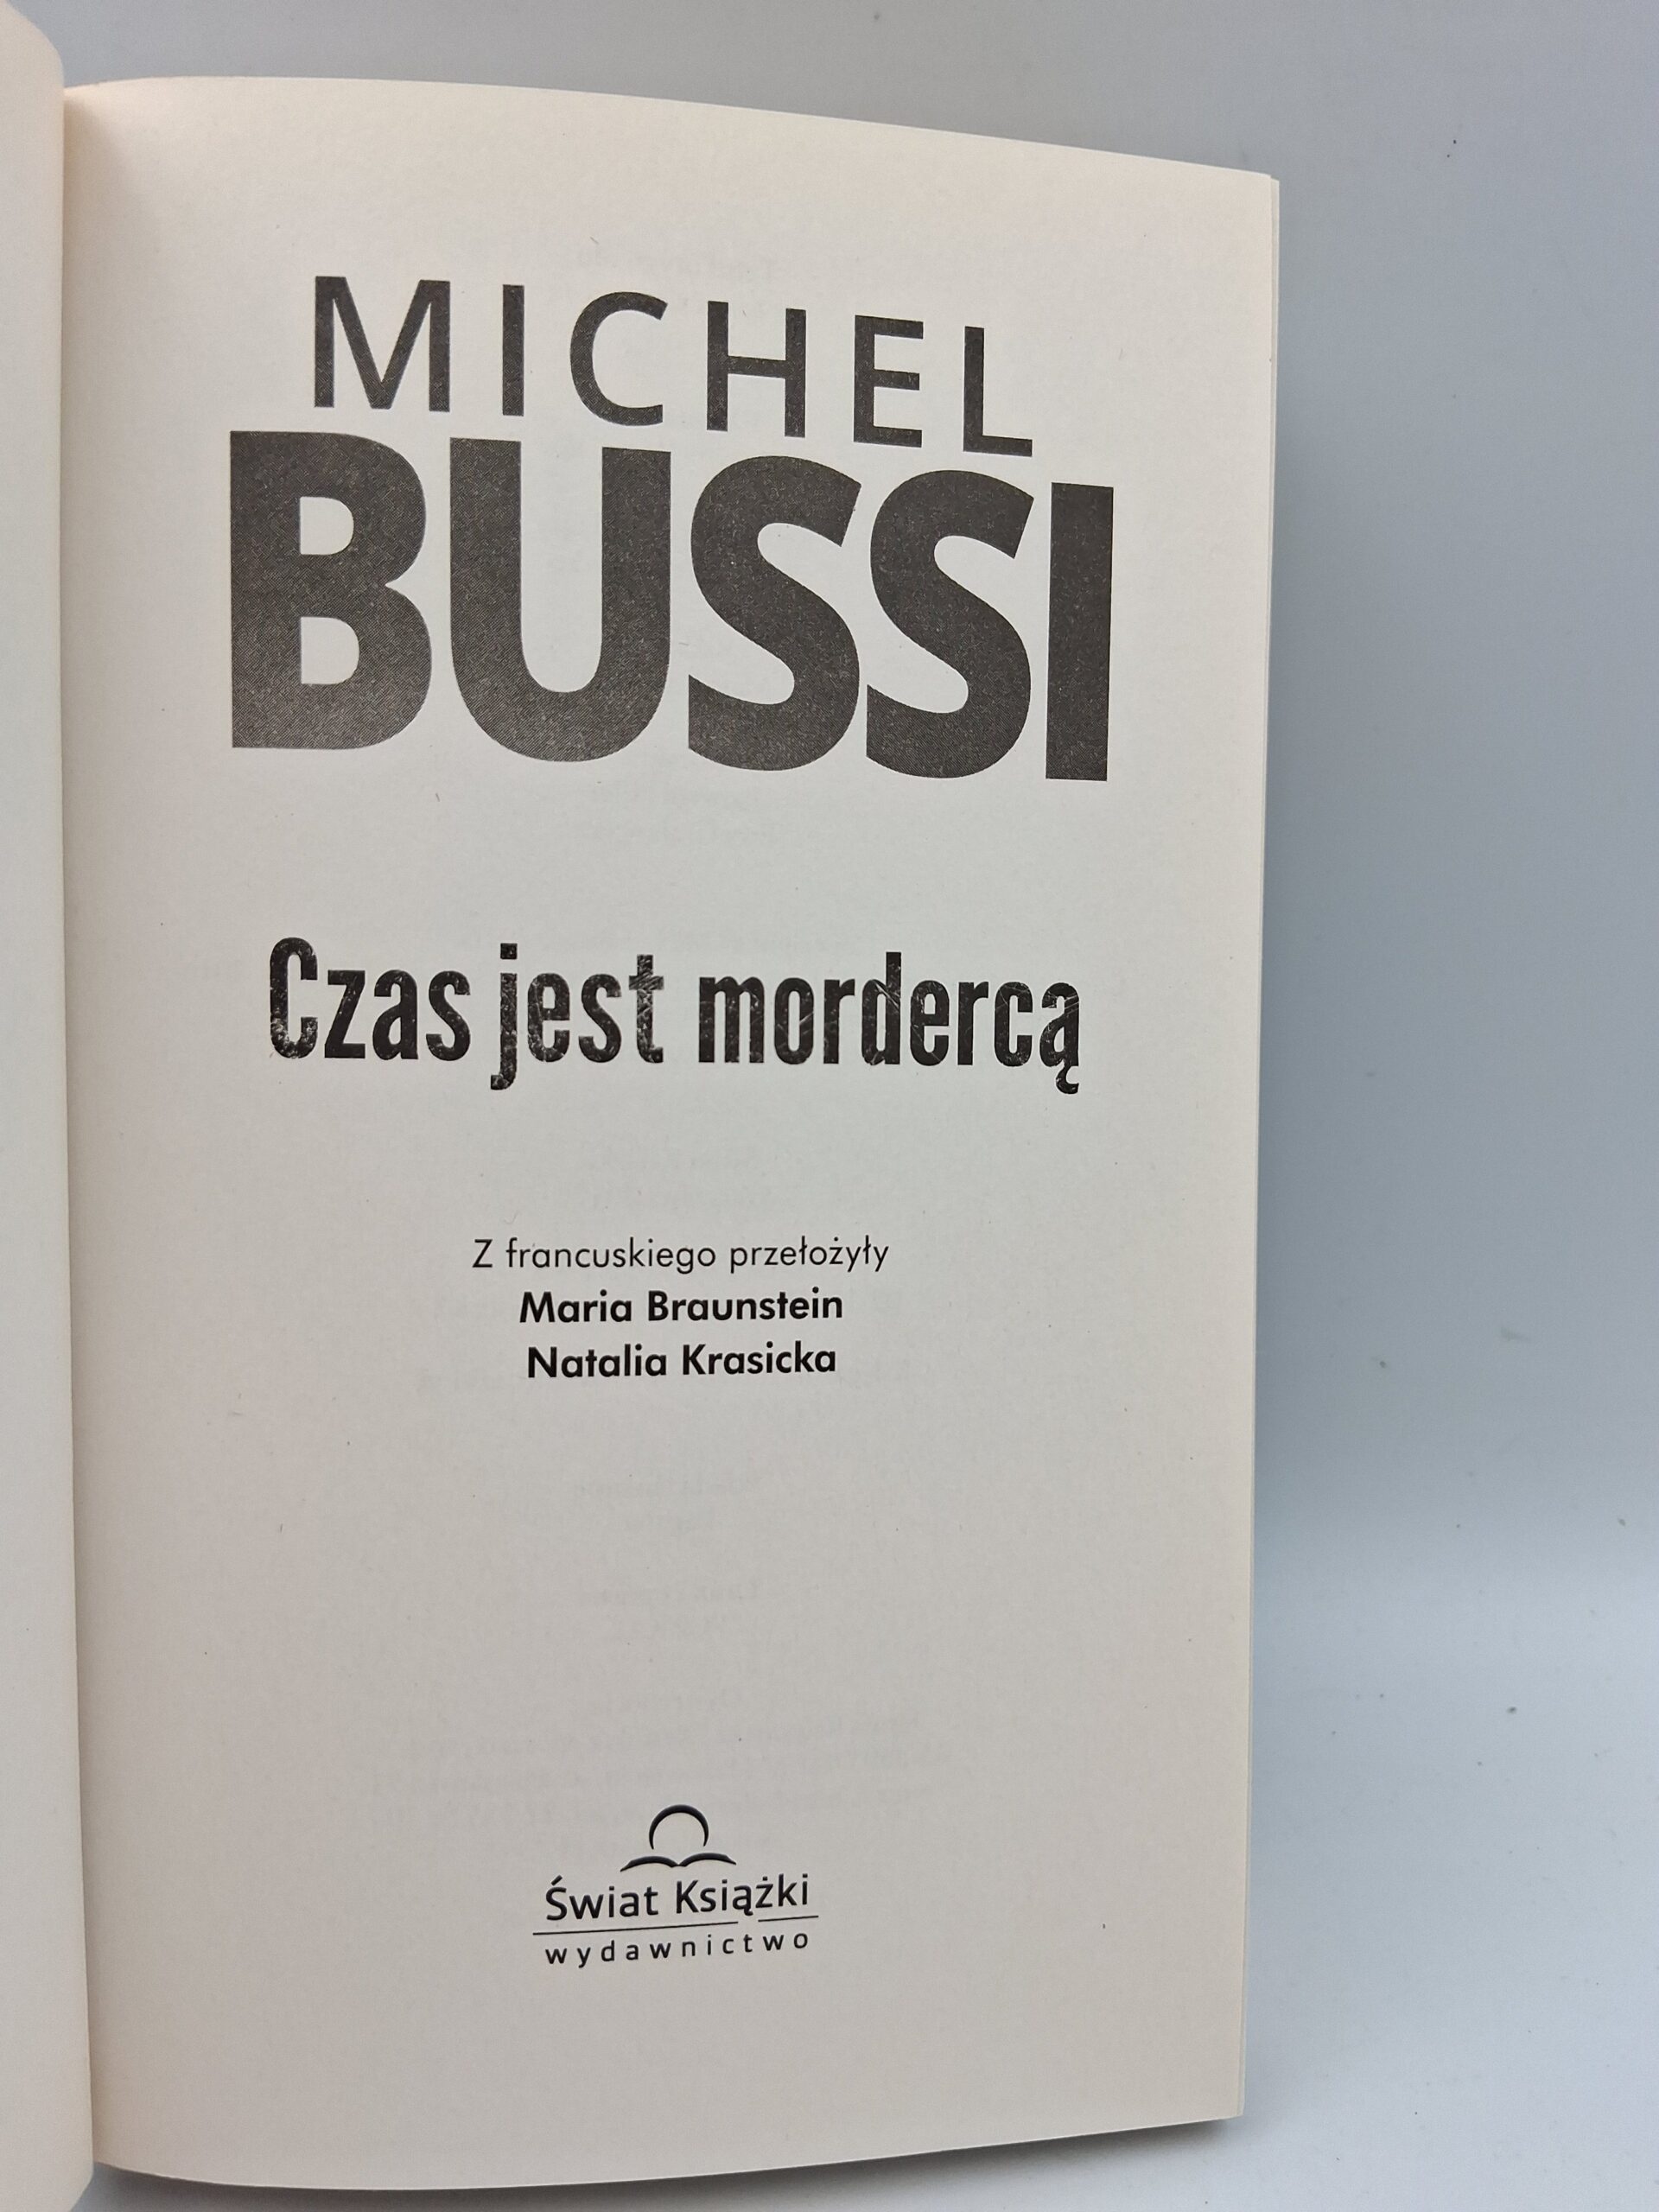 MICHEL
BUSSI
Czas jest mordercą
Z francuskiego przełożyły
Maria Braunstein
Natalia Krasicka
Świat Książki
wydawnictwo